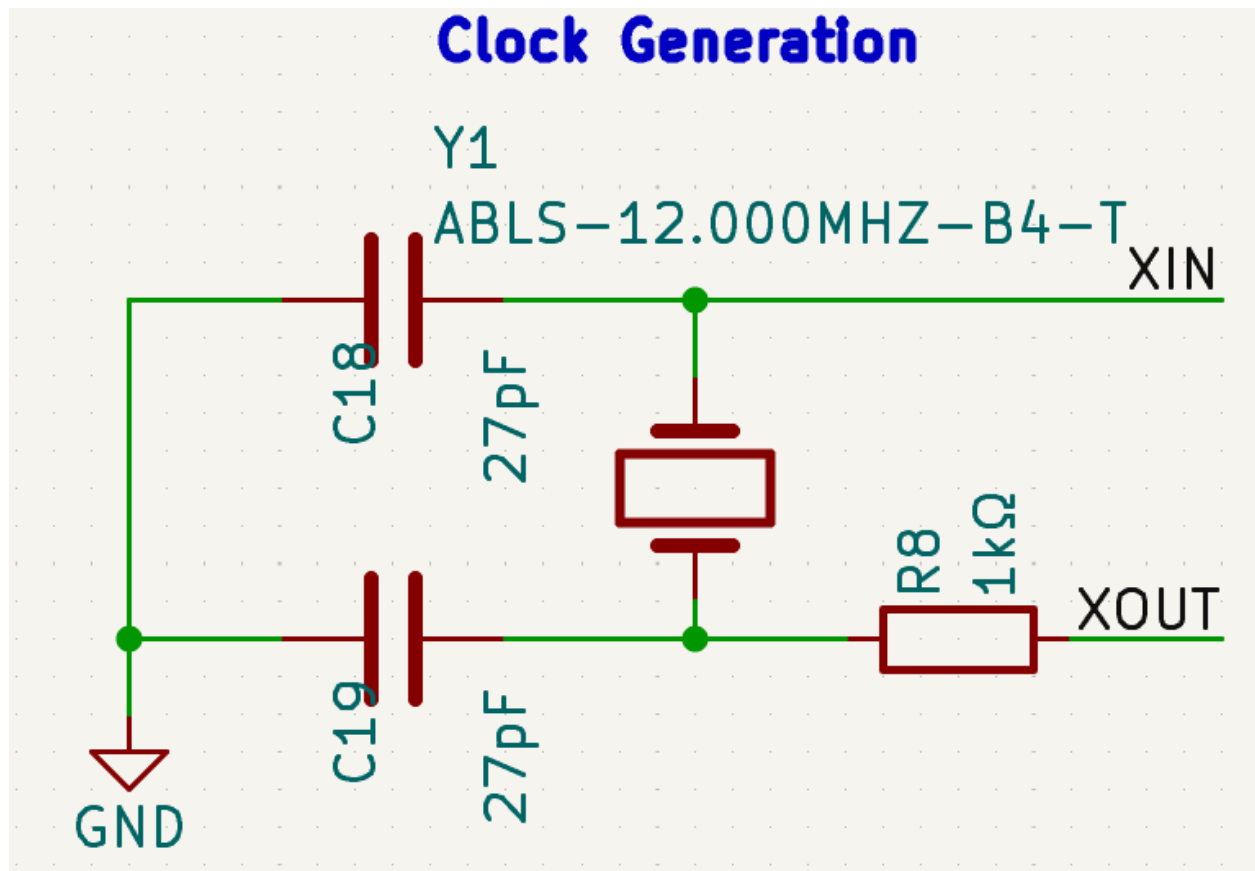 Clock Generation
Y1
ABLS-12.000MHZ-B4-T
XIN
C18
27pF
R8
1kΩ
XOUT
C19
27pF
GND